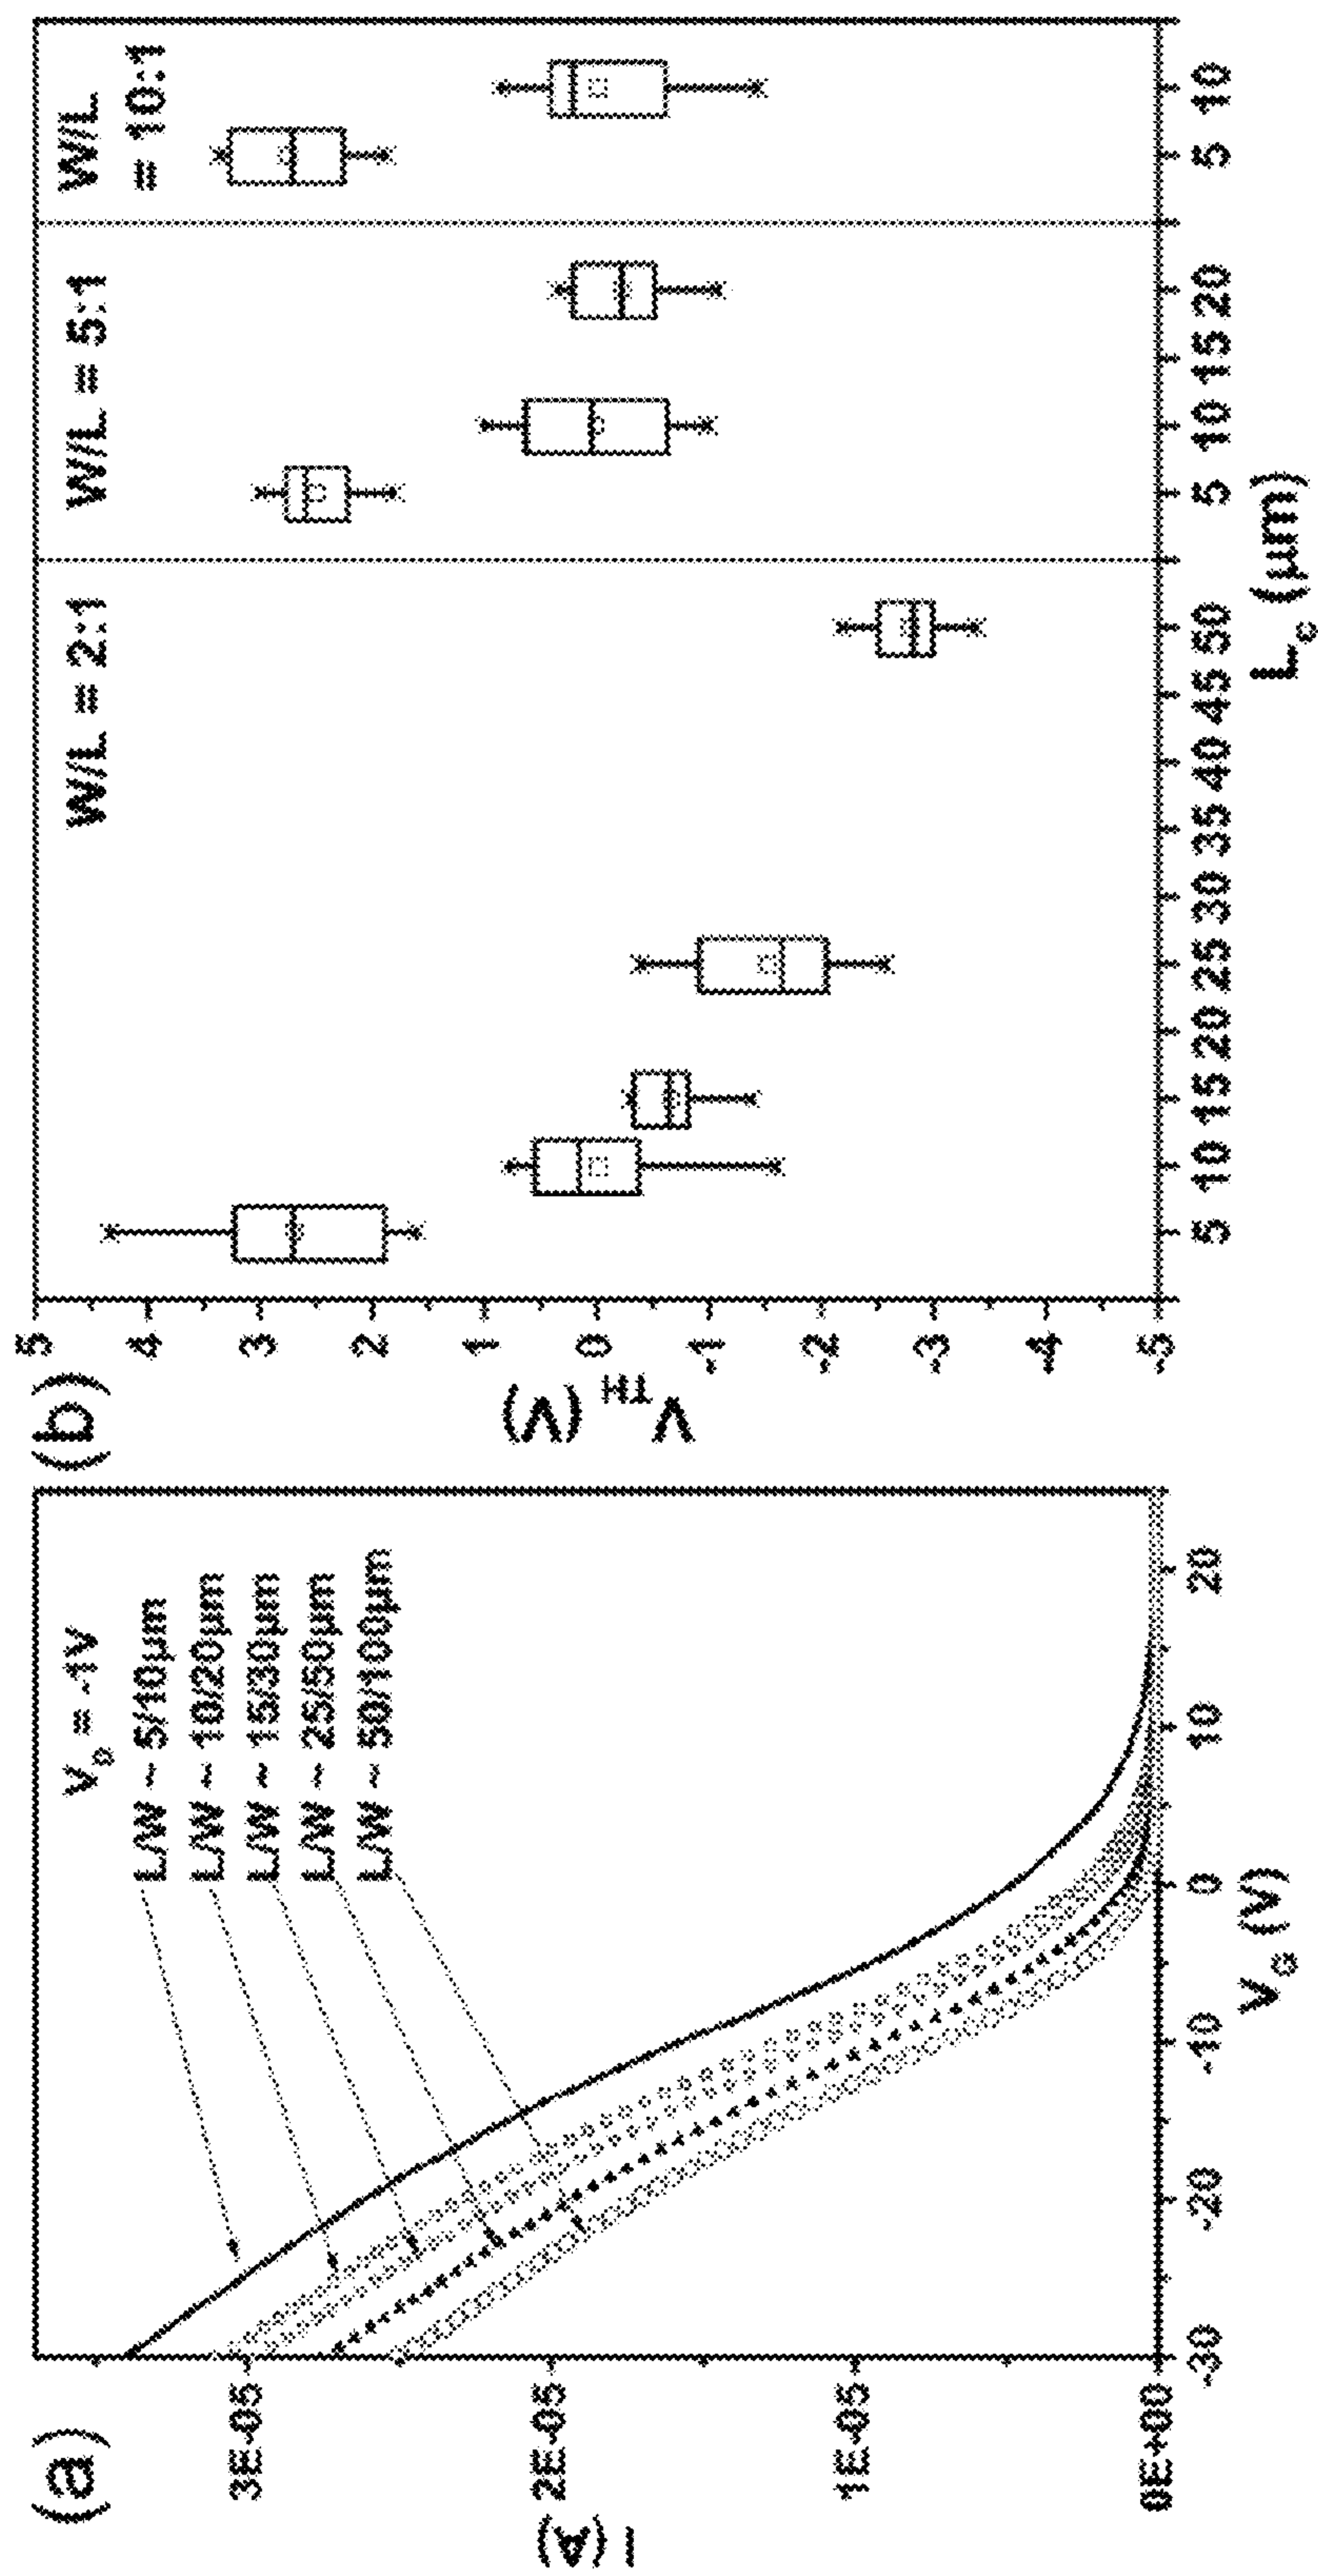 (a)
I (A)
3E-05
2E-05
1E-05
0E+00
-30 -20 -10 0 10 20
V_G (V)
V_D = -1V
L/W ~ 5/10μm
L/W ~ 10/20μm
L/W ~ 15/30μm
L/W ~ 25/50μm
L/W ~ 50/100μm
(b)
V_TH (V)
5
4
3
2
1
0
-1
-2
-3
-4
-5
W/L = 2:1
W/L = 5:1
W/L
= 10:1
5 10 15 20 25 30 35 40 45 50 5 10 15 20 5 10
L_c (μm)